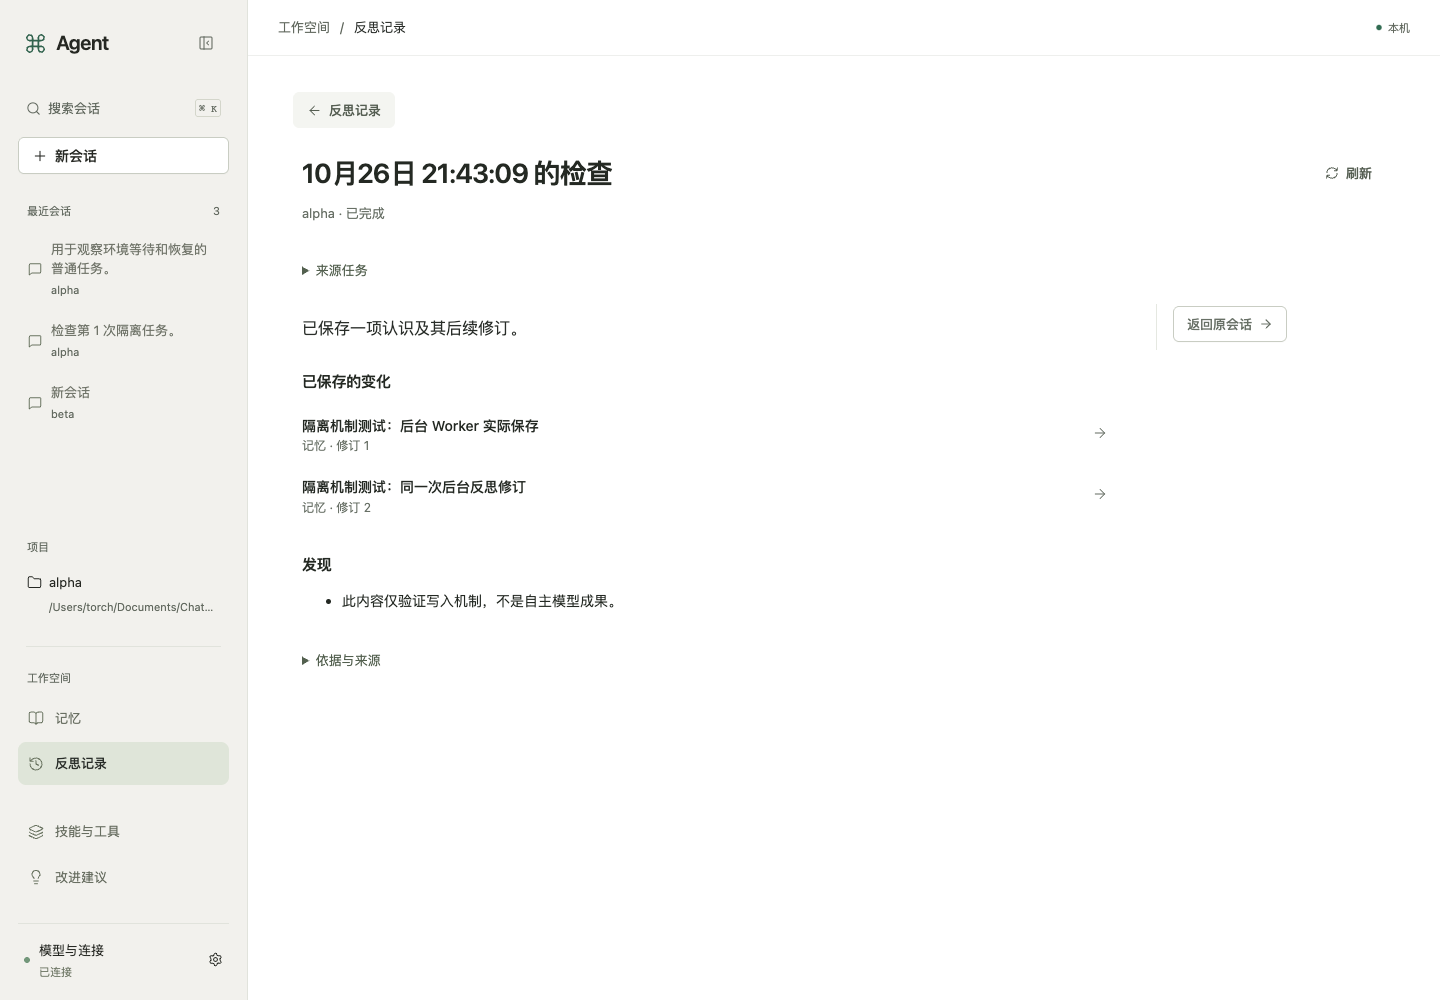 Agent
搜索会话
⌘ K
新会话
最近会话 3
用于观察环境等待和恢复的
普通任务。
alpha
检查第 1 次隔离任务。
alpha
新会话
beta
项目
alpha
/Users/torch/Documents/Chat...
工作空间
记忆
反思记录
技能与工具
改进建议
模型与连接
已连接
工作空间 / 反思记录
本机
反思记录
10月26日 21:43:09 的检查
刷新
alpha · 已完成
来源任务
已保存一项认识及其后续修订。
返回原会话
已保存的变化
隔离机制测试：后台 Worker 实际保存
记忆 · 修订 1
隔离机制测试：同一次后台反思修订
记忆 · 修订 2
发现
此内容仅验证写入机制，不是自主模型成果。
依据与来源